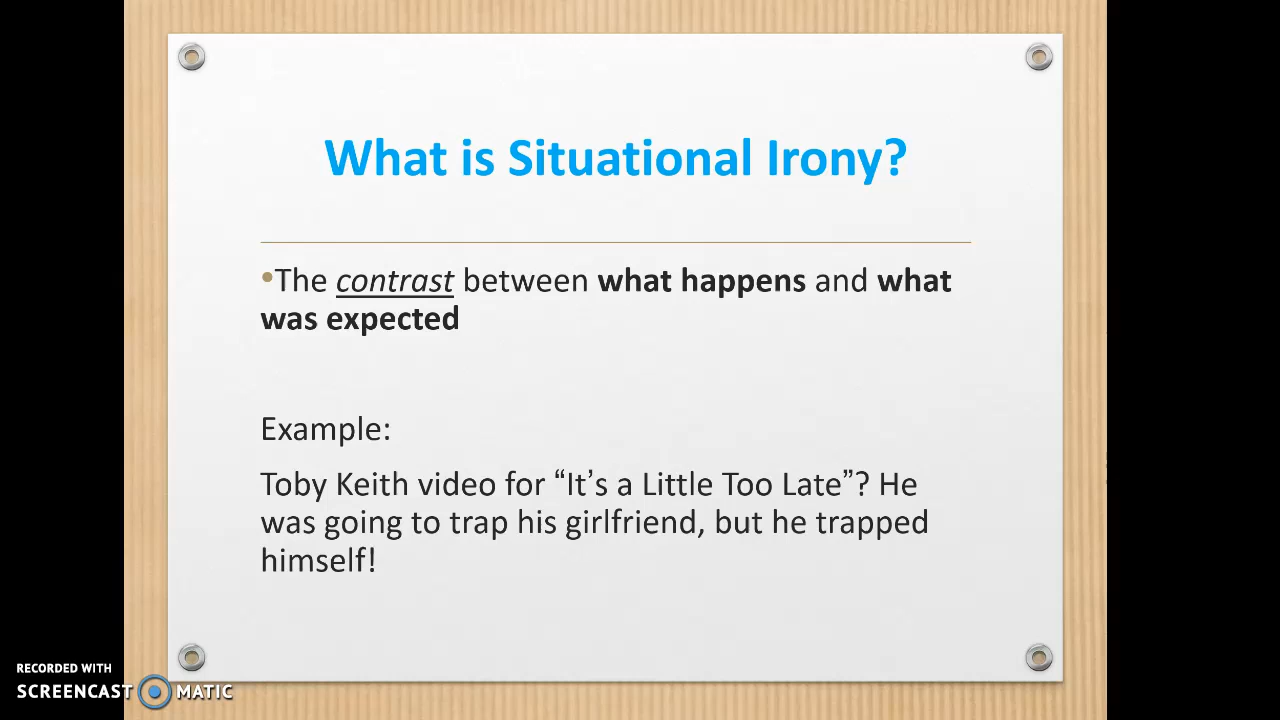 What is Situational Irony?
•The contrast between what happens and what
was expected
Example:
Toby Keith video for “It’s a Little Too Late”? He
was going to trap his girlfriend, but he trapped
himself!
RECORDED WITH
SCREENCAST MATIC